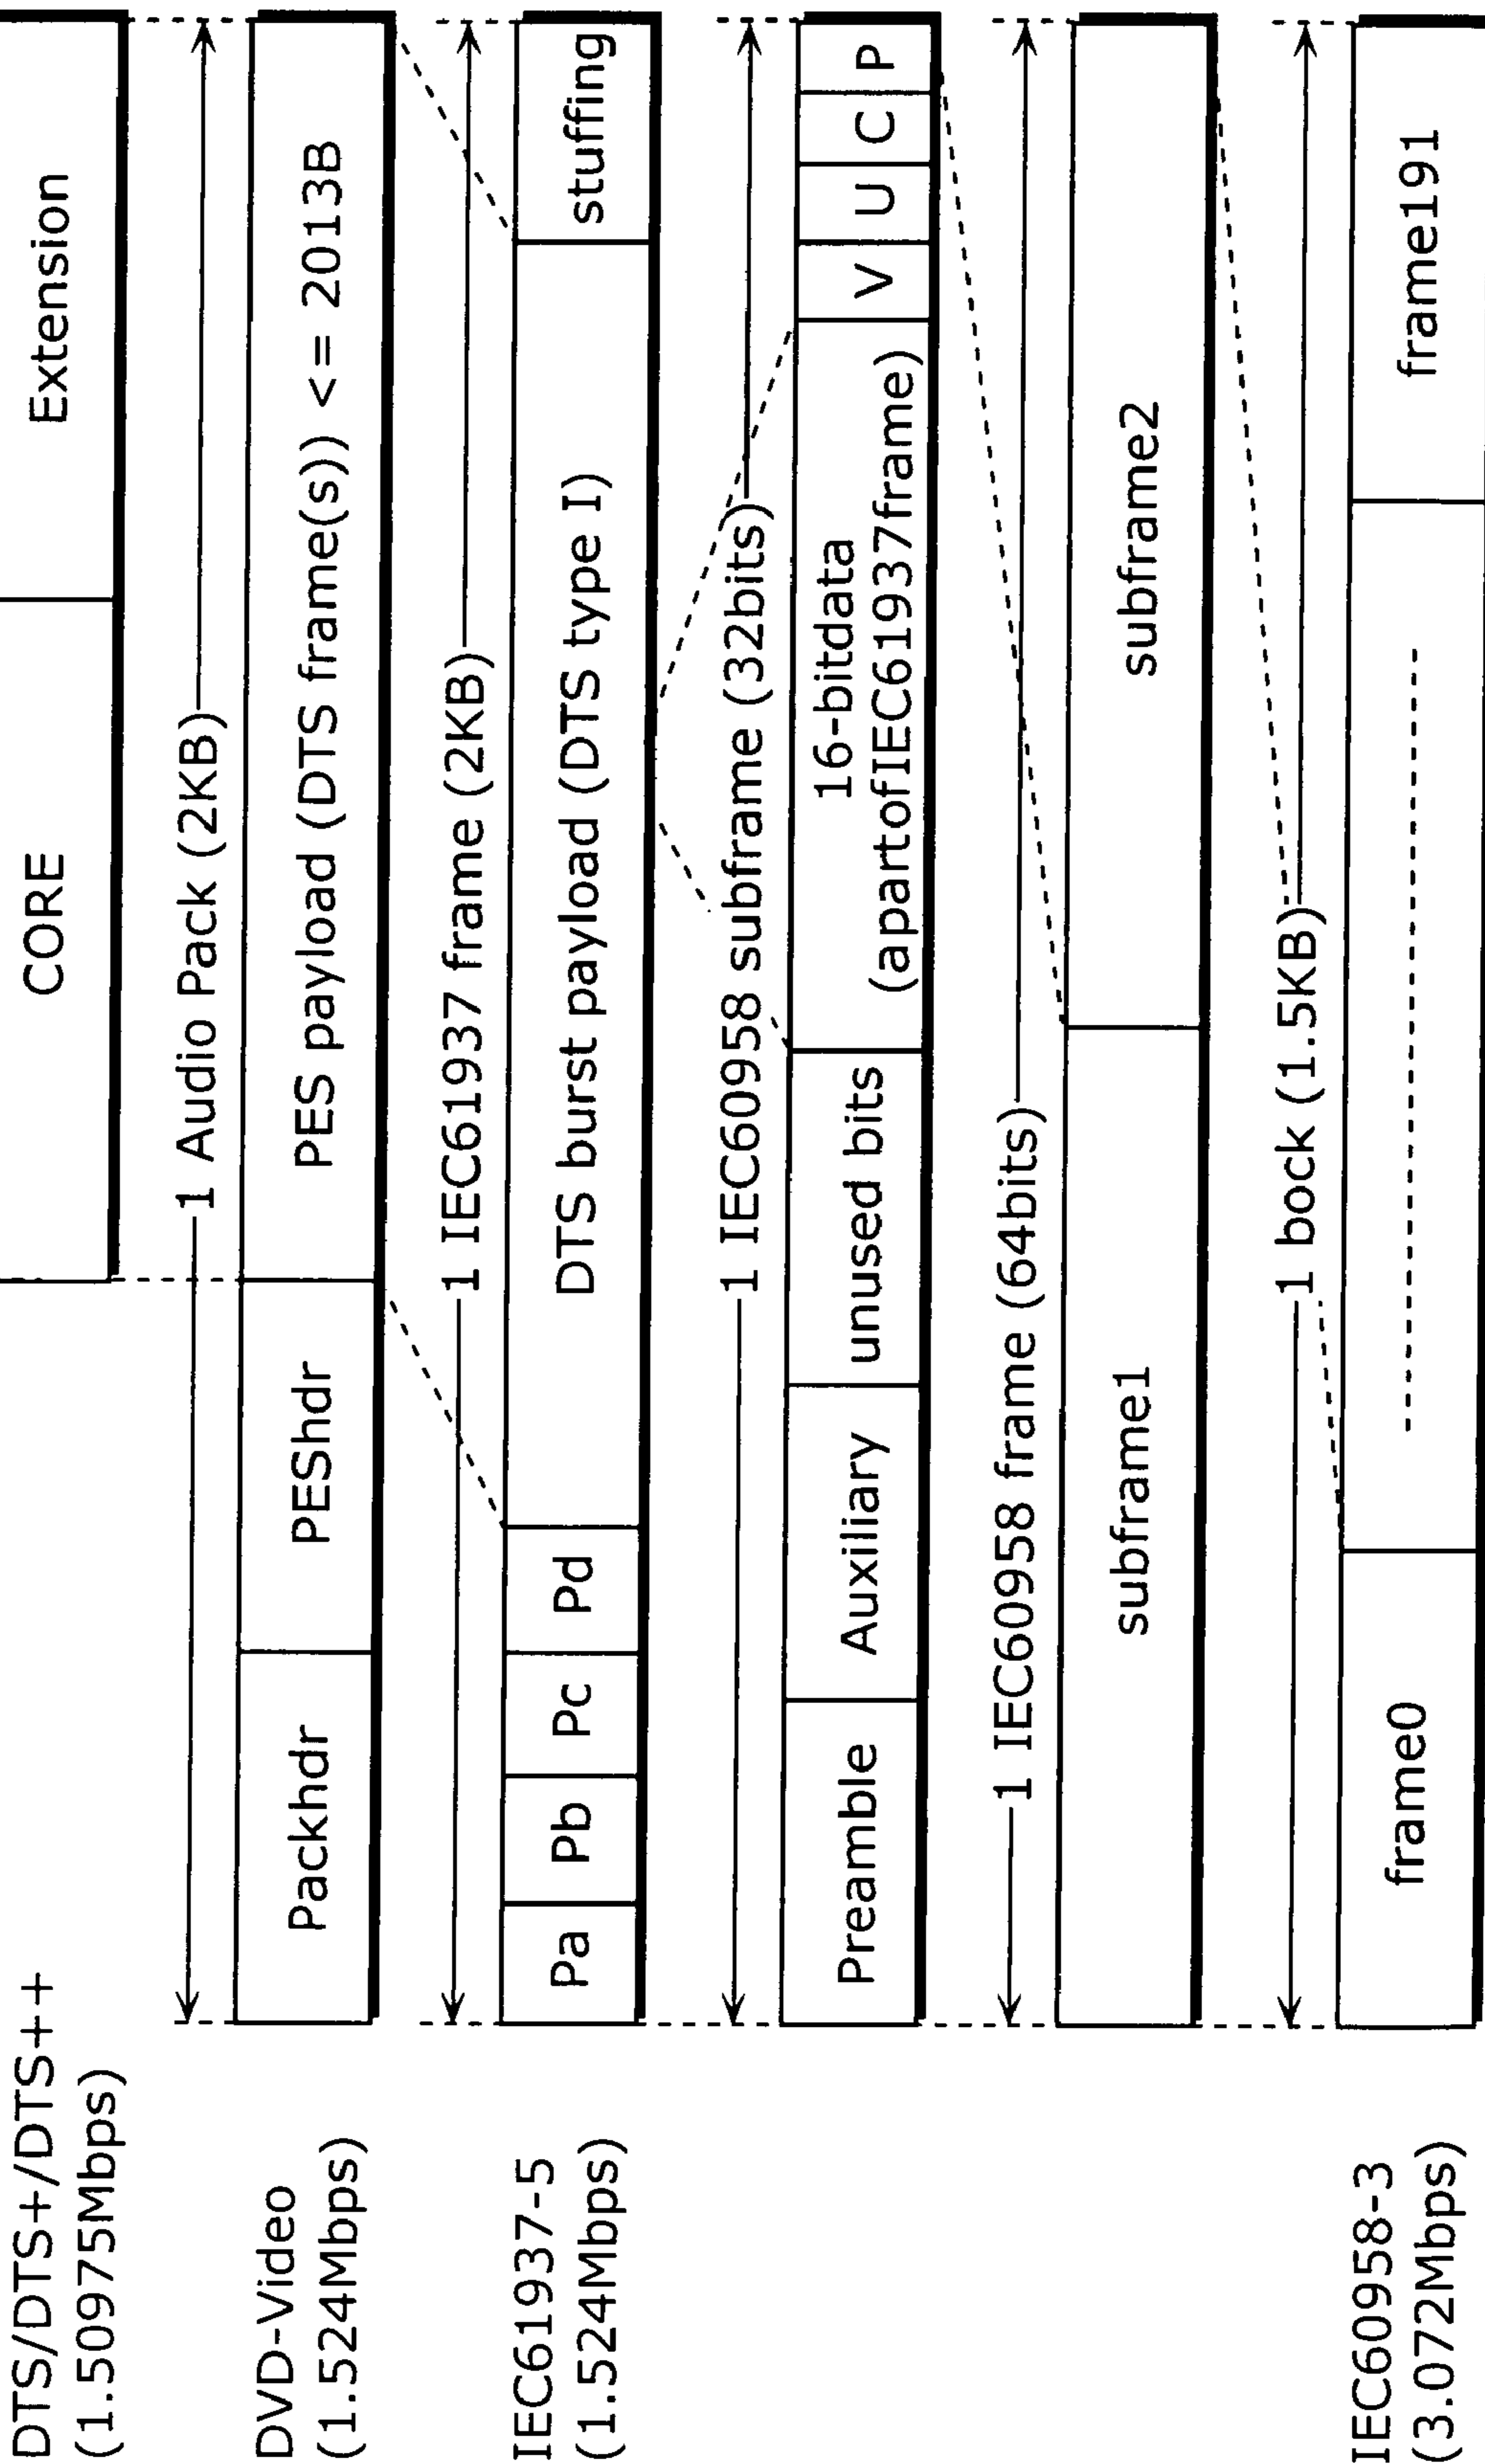 DTS/DTS+/DTS++
(1.50975Mbps)
CORE
Extension
1 Audio Pack (2KB)
DVD-Video
(1.524Mbps)
Packhdr
PEShdr
PES payload (DTS frame(s)) <= 2013B
1 IEC61937 frame (2KB)
IEC61937-5
(1.524Mbps)
Pa
Pb
Pc
Pd
DTS burst payload (DTS type I)
stuffing
1 IEC60958 subframe (32bits)
Preamble
Auxiliary
unused bits
16-bitdata
(apartofIEC61937frame)
V
U
C
P
1 IEC60958 frame (64bits)
subframe1
subframe2
1 bock (1.5KB)
IEC60958-3
(3.072Mbps)
frame0
frame191